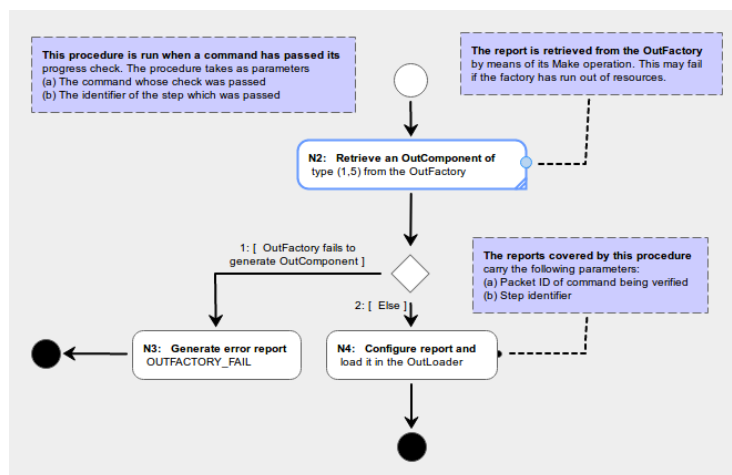 This procedure is run when a command has passed its
progress check. The procedure takes as parameters
(a) The command whose check was passed
(b) The identifier of the step which was passed
The report is retrieved from the OutFactory
by means of its Make operation. This may fail
if the factory has run out of resources.
N2: Retrieve an OutComponent of
type (1,5) from the OutFactory
1: [ OutFactory fails to
generate OutComponent ]
The reports covered by this procedure
carry the following parameters:
(a) Packet ID of command being verified
(b) Step identifier
2: [ Else ]
N3: Generate error report
OUTFACTORY_FAIL
N4: Configure report and
load it in the OutLoader